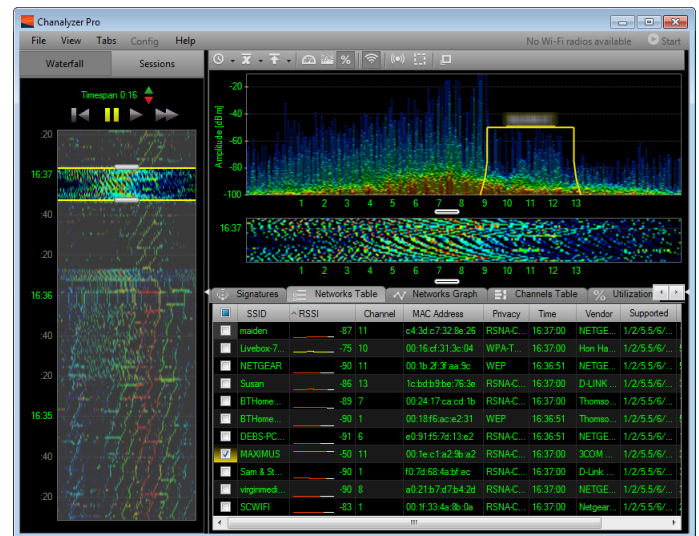 Chanalyzer Pro
File View Tabs Config Help
No Wi-Fi radios available Start
Waterfall Sessions
Timespan 0:16
:20
16:37
:40
:20
16:36
:40
16:35
:20
Amplitude [dBm]
-20
-40
-60
-80
-100
1 2 3 4 5 6 7 8 9 10 11 12 13
16:37
1 2 3 4 5 6 7 8 9 10 11 12 13
Signatures Networks Table Networks Graph Channels Table % Utilization
SSID RSSI Channel MAC Address Privacy Time Vendor Supported
maiden -87 11 c4:3d:c7:32:8e:26 RSNA-C... 16:37:00 NETGE... 1/2/5.5/6/...
Livebox-7... -75 10 00:16:cf:31:3c:04 WPA-T... 16:37:00 Hon Ha... 1/2/5.5/6/...
NETGEAR -90 11 00:1b:2f:3f:aa:9c WEP 16:36:51 NETGE... 1/2/5.5/6/...
Susan -86 13 1c:bd:b9:be:76:3e RSNA-C... 16:37:00 D-LINK ... 1/2/5.5/6/...
BTHome... -89 7 00:24:17:ca:cd:1b RSNA-C... 16:37:00 Thomso... 1/2/5.5/6/...
BTHome... -90 1 00:18:f6:ac:e2:31 WEP 16:36:51 Thomso... 1/2/5.5/6/...
DEBS-PC... -91 6 e0:91:f5:7d:13:e2 RSNA-C... 16:36:51 NETGE... 1/2/5.5/6/...
MAXIMUS -50 11 00:1e:c1:a2:9b:a2 RSNA-C... 16:37:00 3COM ... 1/2/5.5/6/...
Sam & St... -90 1 f0:7d:68:4a:bf:ec RSNA-C... 16:37:00 D-Link ... 1/2/5.5/6/...
virginmedi... -90 8 a0:21:b7:d7:b4:2d RSNA-C... 16:37:00 NETGE... 1/2/5.5/6/...
SCWIFI -83 1 00:1f:33:4a:8b:0a RSNA-C... 16:37:00 Netgear... 1/2/5.5/6/...